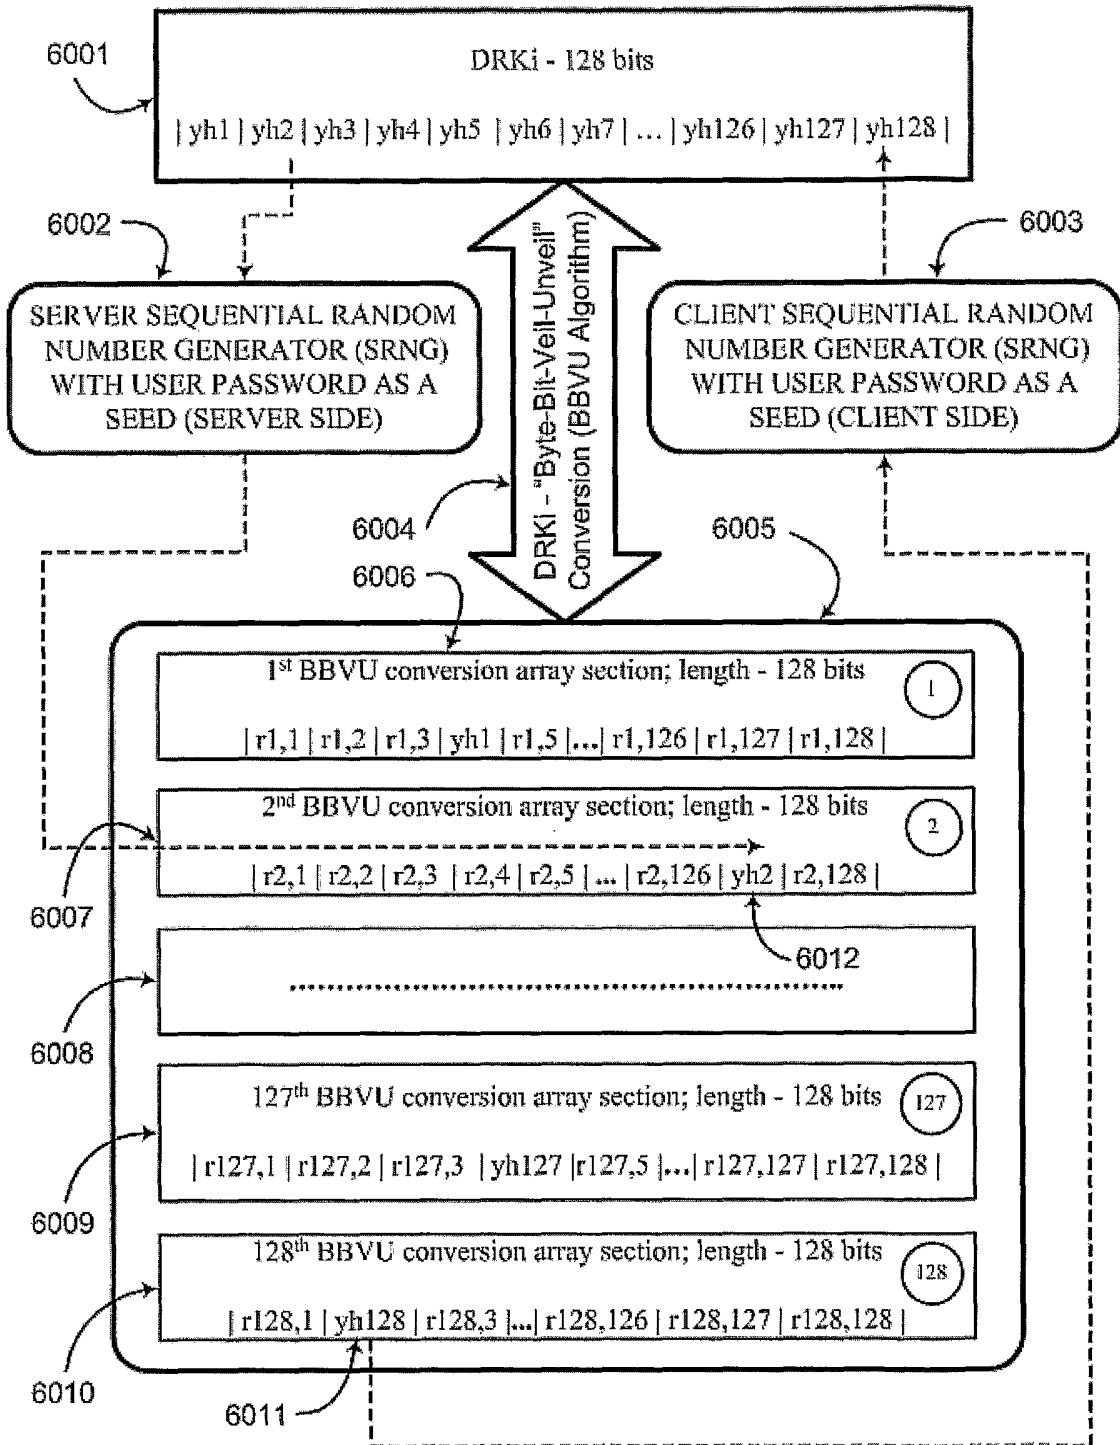 6001
DRKi - 128 bits
| yh1 | yh2 | yh3 | yh4 | yh5 | yh6 | yh7 | ... | yh126 | yh127 | yh128 |
6002
6003
SERVER SEQUENTIAL RANDOM
NUMBER GENERATOR (SRNG)
WITH USER PASSWORD AS A
SEED (SERVER SIDE)
DRKi - "Byte-Bit-Veil-Unveil"
Conversion (BBVU Algorithm)
CLIENT SEQUENTIAL RANDOM
NUMBER GENERATOR (SRNG)
WITH USER PASSWORD AS A
SEED (CLIENT SIDE)
6004
6005
6006
1st BBVU conversion array section; length - 128 bits
1
| r1,1 | r1,2 | r1,3 | yh1 | r1,5 |...| r1,126 | r1,127 | r1,128 |
2nd BBVU conversion array section; length - 128 bits
2
| r2,1 | r2,2 | r2,3 | r2,4 | r2,5 | ... | r2,126 | yh2 | r2,128 |
6007
6012
6008
127th BBVU conversion array section; length - 128 bits
127
| r127,1 | r127,2 | r127,3 | yh127 | r127,5 |...| r127,127 | r127,128 |
6009
128th BBVU conversion array section; length - 128 bits
128
| r128,1 | yh128 | r128,3 |...| r128,126 | r128,127 | r128,128 |
6010
6011